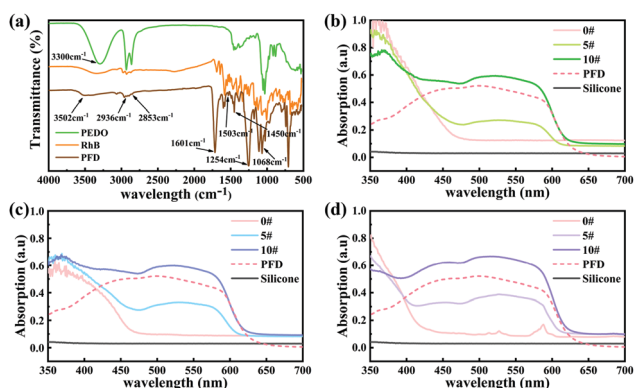 (a)
Transmittance (%)
3300cm⁻¹
3502cm⁻¹
2936cm⁻¹
2853cm⁻¹
1601cm⁻¹
1503cm⁻¹
1254cm⁻¹
1450cm⁻¹
1068cm⁻¹
PEDO
RhB
PFD
4000 3500 3000 2500 2000 1500 1000 500
wavelength (cm⁻¹)
(b)
Absorption (a.u)
1.0
0.8
0.6
0.4
0.2
0.0
0#
5#
10#
PFD
Silicone
350 400 450 500 550 600 650 700
wavelength (nm)
(c)
Absorption (a.u)
1.0
0.8
0.6
0.4
0.2
0.0
0#
5#
10#
PFD
Silicone
350 400 450 500 550 600 650 700
wavelength (nm)
(d)
Absorption (a.u)
1.0
0.8
0.6
0.4
0.2
0.0
0#
5#
10#
PFD
Silicone
350 400 450 500 550 600 650 700
wavelength (nm)